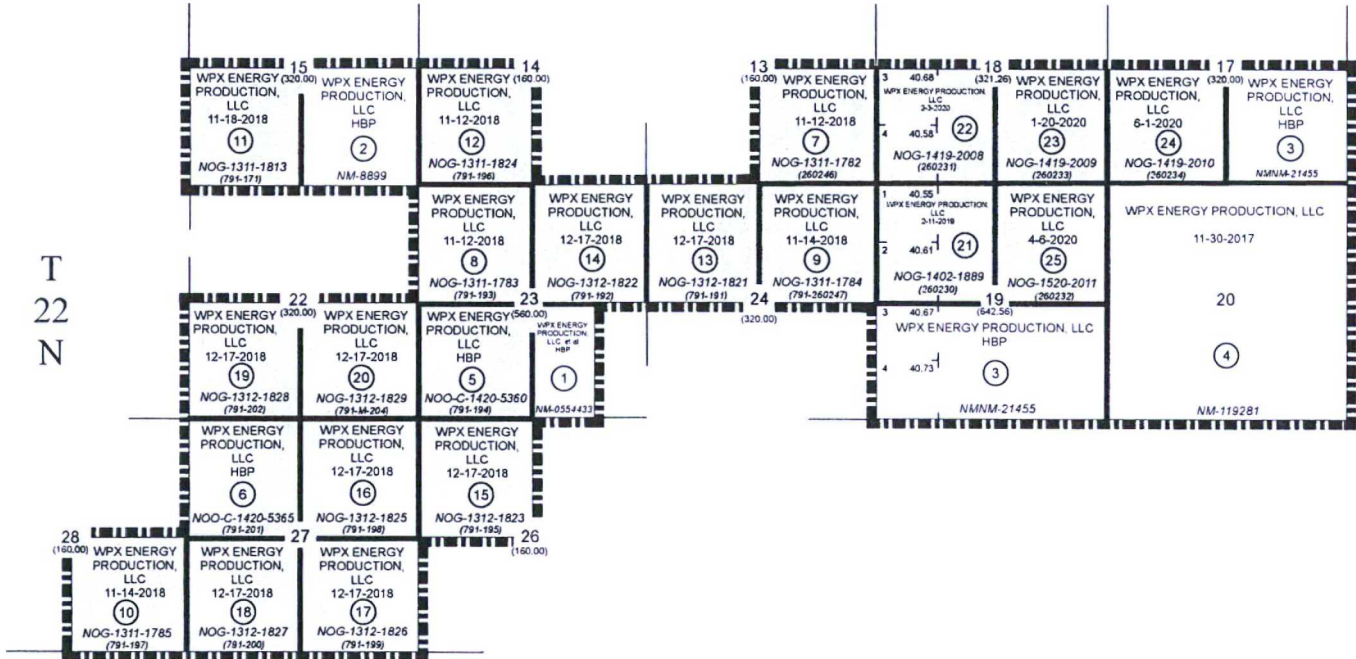 T
22
N
15
(320.00)
WPX ENERGY
PRODUCTION,
LLC
11-18-2018
11
NOG-1311-1813
(791-171)
WPX ENERGY
PRODUCTION,
LLC
HBP
2
NM-8899
14
(160.00)
WPX ENERGY
PRODUCTION,
LLC
11-12-2018
12
NOG-1311-1824
(791-196)
13
(160.00)
WPX ENERGY
PRODUCTION,
LLC
11-12-2018
7
NOG-1311-1782
(260246)
18
(321.26)
3 40.68
WPX ENERGY PRODUCTION,
LLC
3-3-2020
4 40.58
22
NOG-1419-2008
(260231)
WPX ENERGY
PRODUCTION,
LLC
1-20-2020
23
NOG-1419-2009
(260233)
17
(320.00)
WPX ENERGY
PRODUCTION,
LLC
6-1-2020
24
NOG-1419-2010
(260234)
WPX ENERGY
PRODUCTION,
LLC
HBP
3
NMNM-21455
WPX ENERGY
PRODUCTION,
LLC
11-12-2018
8
NOG-1311-1783
(791-193)
WPX ENERGY
PRODUCTION,
LLC
12-17-2018
14
NOG-1312-1822
(791-192)
WPX ENERGY
PRODUCTION,
LLC
12-17-2018
13
NOG-1312-1821
(791-191)
WPX ENERGY
PRODUCTION,
LLC
11-14-2018
9
NOG-1311-1784
(791-260247)
1 40.55
WPX ENERGY PRODUCTION,
LLC
2-11-2019
2 40.61
21
NOG-1402-1889
(260230)
WPX ENERGY
PRODUCTION,
LLC
4-6-2020
25
NOG-1520-2011
(260232)
WPX ENERGY PRODUCTION, LLC
11-30-2017
20
4
NM-119281
22
(320.00)
WPX ENERGY
PRODUCTION,
LLC
12-17-2018
19
NOG-1312-1828
(791-202)
WPX ENERGY
PRODUCTION,
LLC
12-17-2018
20
NOG-1312-1829
(791-M-204)
23
(560.00)
WPX ENERGY
PRODUCTION,
LLC
HBP
5
NOO-C-1420-5360
(791-194)
WPX ENERGY
PRODUCTION,
LLC et al
HBP
1
NM-0554433
24
(320.00)
19
(642.56)
3 40.67
WPX ENERGY PRODUCTION, LLC
HBP
4 40.73
3
NMNM-21455
WPX ENERGY
PRODUCTION,
LLC
HBP
6
NOO-C-1420-5365
(791-201)
WPX ENERGY
PRODUCTION,
LLC
12-17-2018
16
NOG-1312-1825
(791-198)
WPX ENERGY
PRODUCTION,
LLC
12-17-2018
15
NOG-1312-1823
(791-195)
28
(160.00)
27
26
(160.00)
WPX ENERGY
PRODUCTION,
LLC
11-14-2018
10
NOG-1311-1785
(791-197)
WPX ENERGY
PRODUCTION,
LLC
12-17-2018
18
NOG-1312-1827
(791-200)
WPX ENERGY
PRODUCTION,
LLC
12-17-2018
17
NOG-1312-1826
(791-199)